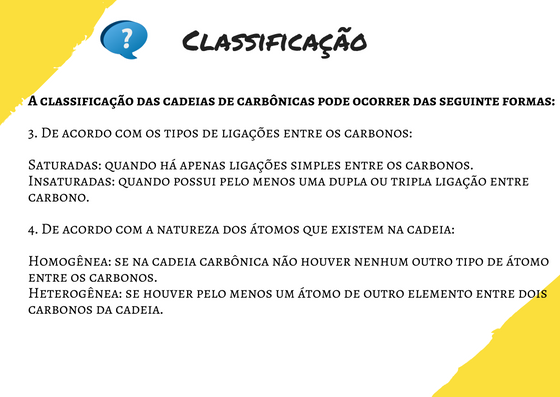 ?
Classificação
A classificação das cadeias de carbônicas pode ocorrer das seguinte formas:
3. De acordo com os tipos de ligações entre os carbonos:
Saturadas: quando há apenas ligações simples entre os carbonos.
Insaturadas: quando possui pelo menos uma dupla ou tripla ligação entre
carbono.
4. De acordo com a natureza dos átomos que existem na cadeia:
Homogênea: se na cadeia carbônica não houver nenhum outro tipo de átomo
entre os carbonos.
Heterogênea: se houver pelo menos um átomo de outro elemento entre dois
carbonos da cadeia.